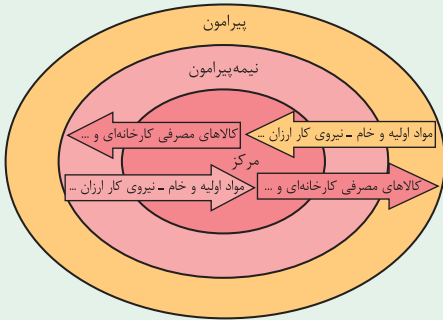 پیرامون
نیمه‌پیرامون
مواد اولیه و خام ـ نیروی کار ارزان ...
کالاهای مصرفی کارخانه‌ای و ...
مرکز
کالاهای مصرفی کارخانه‌ای و ...
مواد اولیه و خام ـ نیروی کار ارزان ...